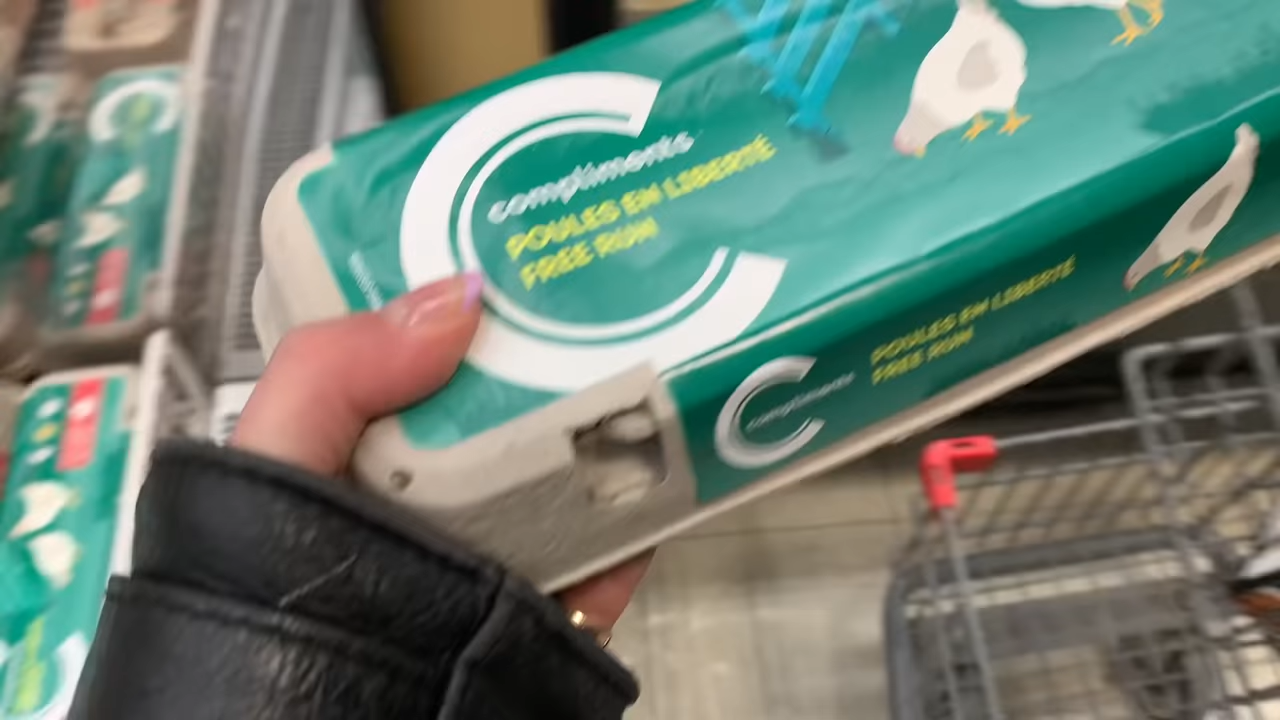 compliments
POULES EN LIBERTÉ
FREE RUN
compliments
POULES EN LIBERTÉ
FREE RUN